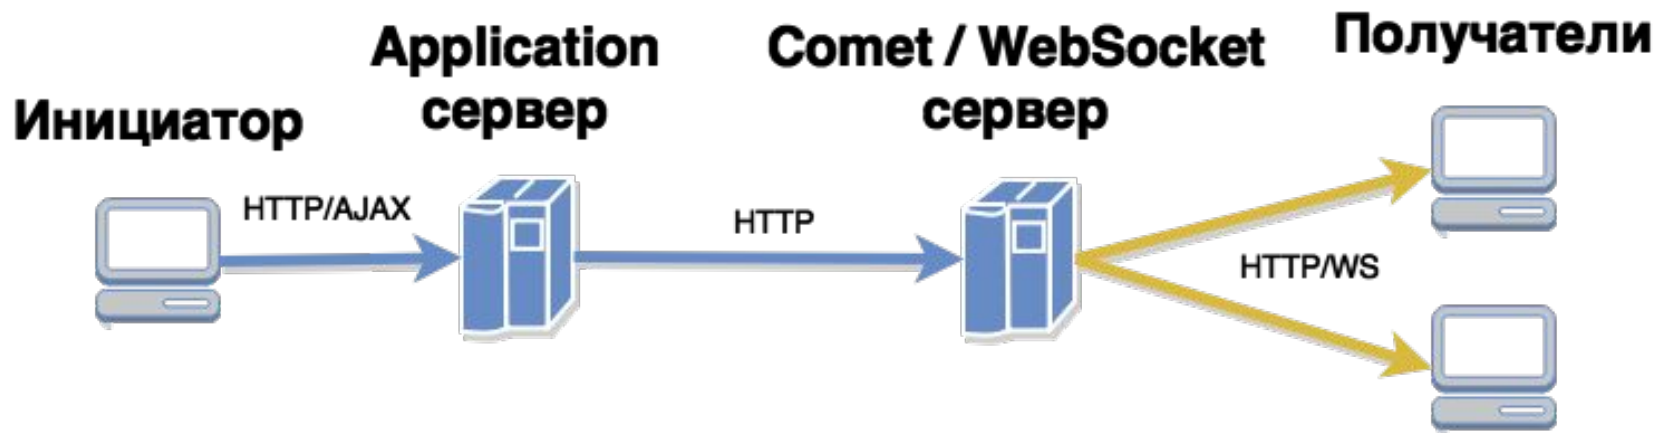 Инициатор
HTTP/AJAX
Application
сервер
HTTP
Comet / WebSocket
сервер
HTTP/WS
Получатели